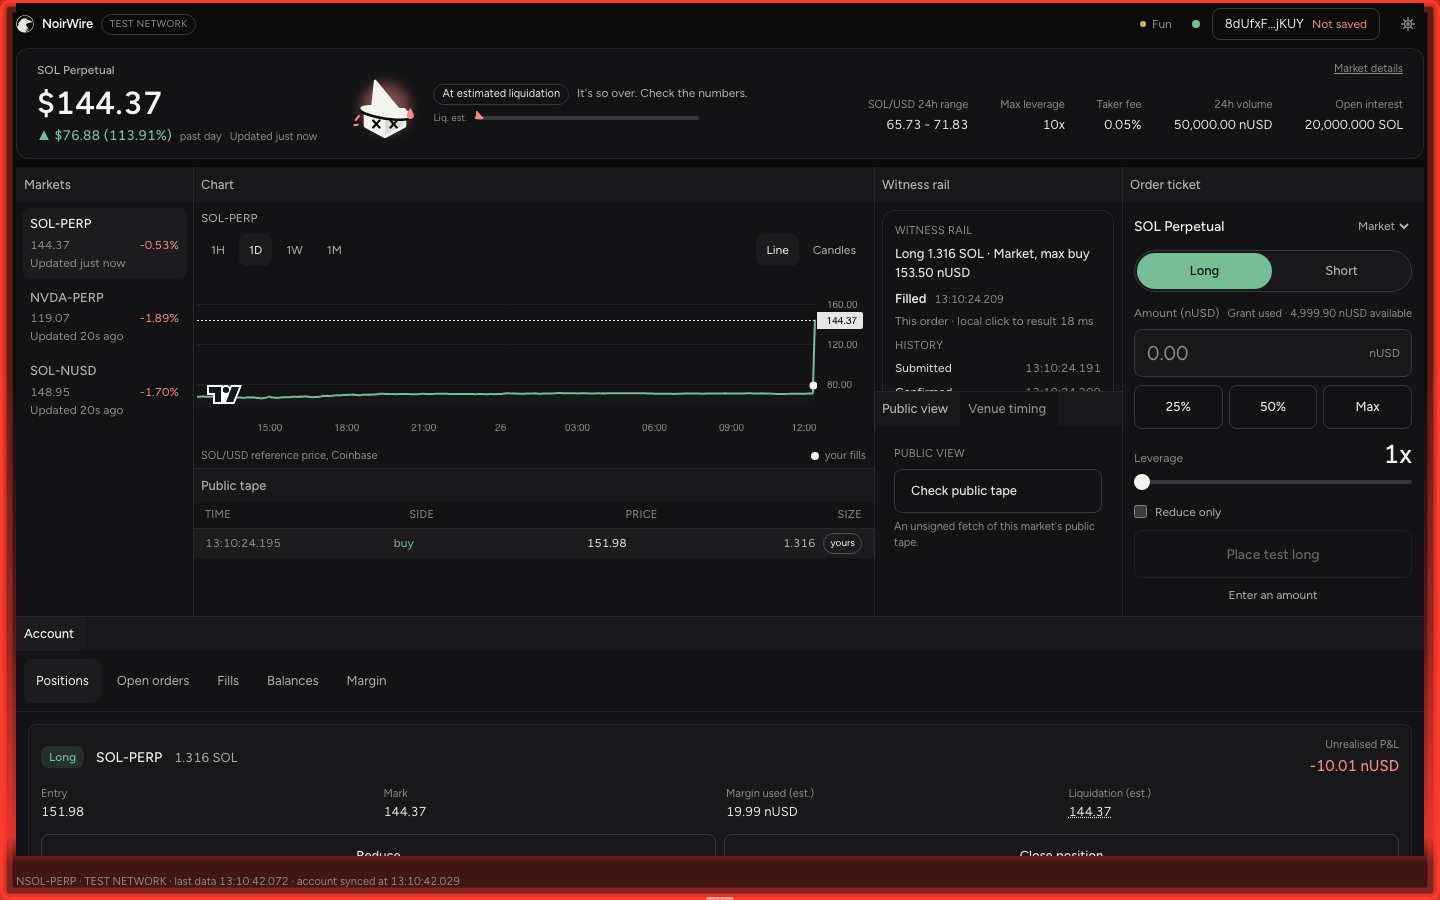 NoirWire TEST NETWORK Fun 8dUfxF...jKUY Not saved
SOL Perpetual
$144.37
▲ $76.88 (113.91%) past day Updated just now
At estimated liquidation It's so over. Check the numbers.
Liq. est.
Market details
SOL/USD 24h range Max leverage Taker fee 24h volume Open interest
65.73 - 71.83 10x 0.05% 50,000.00 nUSD 20,000.000 SOL
Markets
SOL-PERP
144.37 -0.53%
Updated just now
NVDA-PERP
119.07 -1.89%
Updated 20s ago
SOL-NUSD
148.95 -1.70%
Updated 20s ago
Chart
SOL-PERP
1H 1D 1W 1M Line Candles
160.00
144.37
120.00
80.00
15:00 18:00 21:00 26 03:00 06:00 09:00 12:00
SOL/USD reference price, Coinbase your fills
Public tape
TIME SIDE PRICE SIZE
13:10:24.195 buy 151.98 1.316 yours
Witness rail
WITNESS RAIL
Long 1.316 SOL · Market, max buy
153.50 nUSD
Filled 13:10:24.209
This order · local click to result 18 ms
HISTORY
Submitted 13:10:24.191
Confirmed 13:10:24.209
Public view Venue timing
PUBLIC VIEW
Check public tape
An unsigned fetch of this market's public
tape.
Order ticket
SOL Perpetual Market
Long Short
Amount (nUSD) Grant used · 4,999.90 nUSD available
0.00 nUSD
25% 50% Max
Leverage 1x
Reduce only
Place test long
Enter an amount
Account
Positions Open orders Fills Balances Margin
Long SOL-PERP 1.316 SOL
Unrealised P&L
-10.01 nUSD
Entry Mark Margin used (est.) Liquidation (est.)
151.98 144.37 19.99 nUSD 144.37
Reduce Close position
NSOL-PERP · TEST NETWORK · last data 13:10:42.072 · account synced at 13:10:42.029